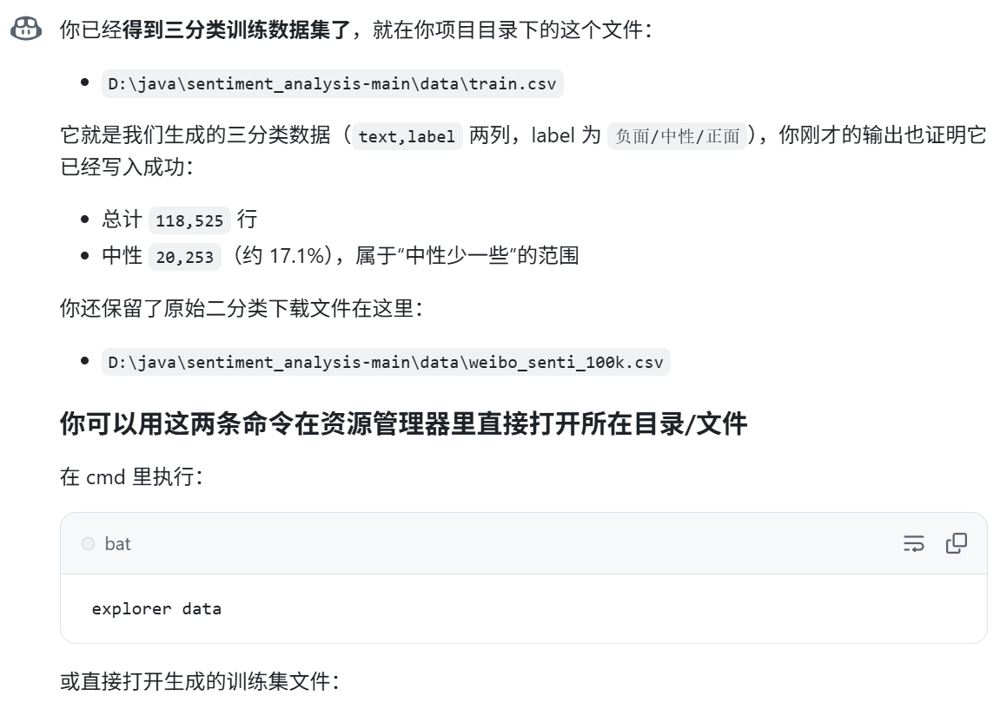 你已经得到三分类训练数据集了，就在你项目目录下的这个文件：
D:\java\sentiment_analysis-main\data\train.csv
它就是我们生成的三分类数据（text,label 两列，label 为 负面/中性/正面），你刚才的输出也证明它
已经写入成功：
总计 118,525 行
中性 20,253（约 17.1%），属于“中性少一些”的范围
你还保留了原始二分类下载文件在这里：
D:\java\sentiment_analysis-main\data\weibo_senti_100k.csv
你可以用这两条命令在资源管理器里直接打开所在目录/文件
在 cmd 里执行：
bat
explorer data
或直接打开生成的训练集文件：